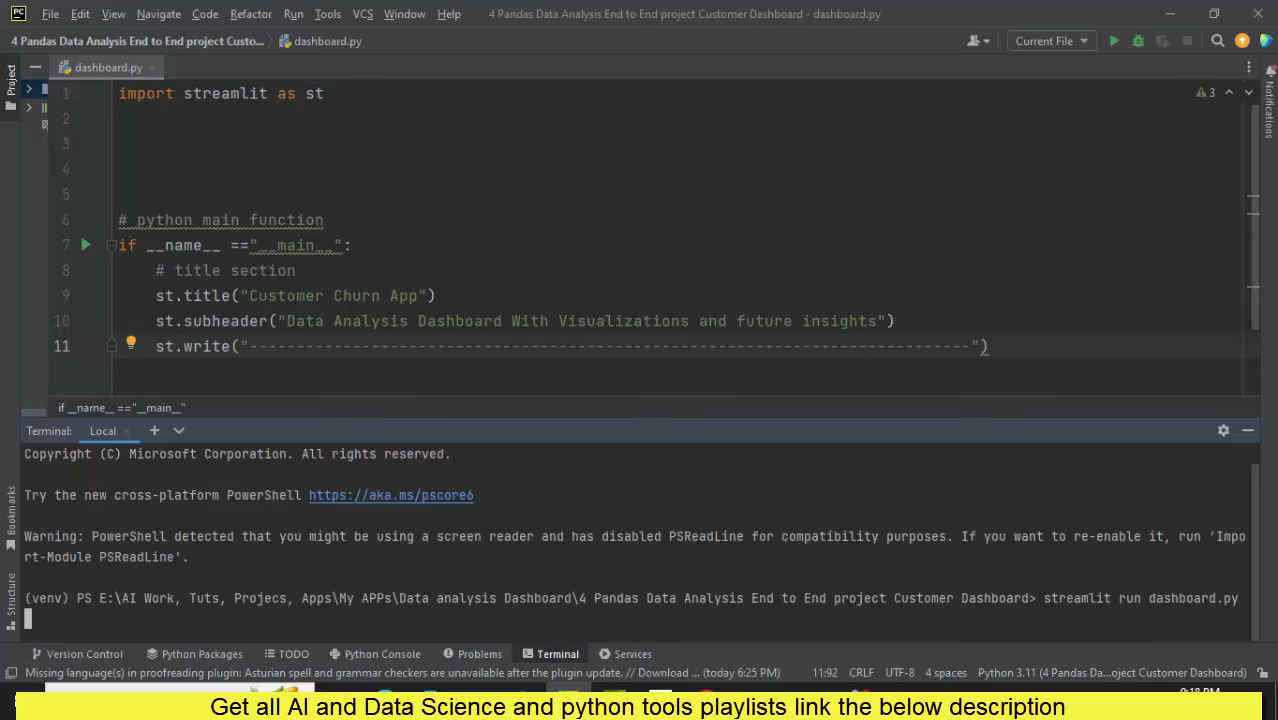 PC File Edit View Navigate Code Refactor Run Tools VCS Window Help 4 Pandas Data Analysis End to End project Customer Dashboard - dashboard.py
4 Pandas Data Analysis End to End project Custo... dashboard.py Current File
Project dashboard.py
1 import streamlit as st 3
2
3
4
5
6 # python main function
7 if __name__ =="__main__":
8 # title section
9 st.title("Customer Churn App")
10 st.subheader("Data Analysis Dashboard With Visualizations and future insights")
11 st.write("-----------------------------------------------------------------------------")
Notifications
if __name__ =="__main__"
Terminal: Local
Copyright (C) Microsoft Corporation. All rights reserved.
Try the new cross-platform PowerShell https://aka.ms/pscore6
Warning: PowerShell detected that you might be using a screen reader and has disabled PSReadLine for compatibility purposes. If you want to re-enable it, run 'Impo
rt-Module PSReadLine'.
(venv) PS E:\AI Work, Tuts, Projecs, Apps\My APPs\Data analysis Dashboard\4 Pandas Data Analysis End to End project Customer Dashboard> streamlit run dashboard.py
Bookmarks
Structure
Version Control Python Packages TODO Python Console Problems Terminal Services
Missing language(s) in proofreading plugin: Asturian spell and grammar checkers are unavailable after the plugin update. // Download ... (today 6:25 PM) 11:92 CRLF UTF-8 4 spaces Python 3.11 (4 Pandas Data Ana...oject Customer Dashboard)
9:18 PM
Get all AI and Data Science and python tools playlists link the below description